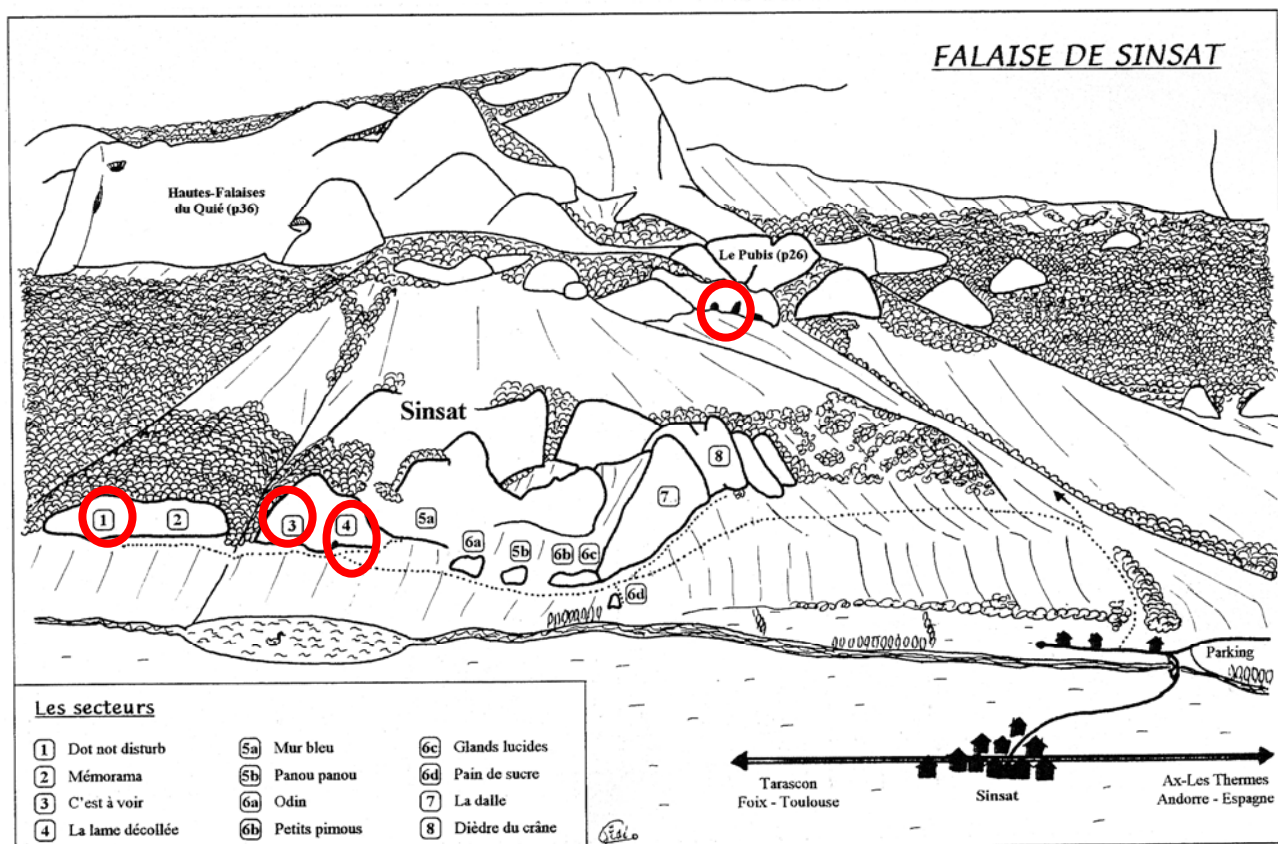 FALAISE DE SINSAT
Hautes-Falaises
du Quié (p36)
Le Pubis (p26)
Sinsat
1
2
3
4
5a
6a
5b
6b
6c
6d
7
8
Parking
Les secteurs
1 Dot not disturb
2 Mémorama
3 C'est à voir
4 La lame décollée
5a Mur bleu
5b Panou panou
6a Odin
6b Petits pimous
6c Glands lucides
6d Pain de sucre
7 La dalle
8 Dièdre du crâne
Tarascon
Foix - Toulouse
Sinsat
Ax-Les Thermes
Andorre - Espagne